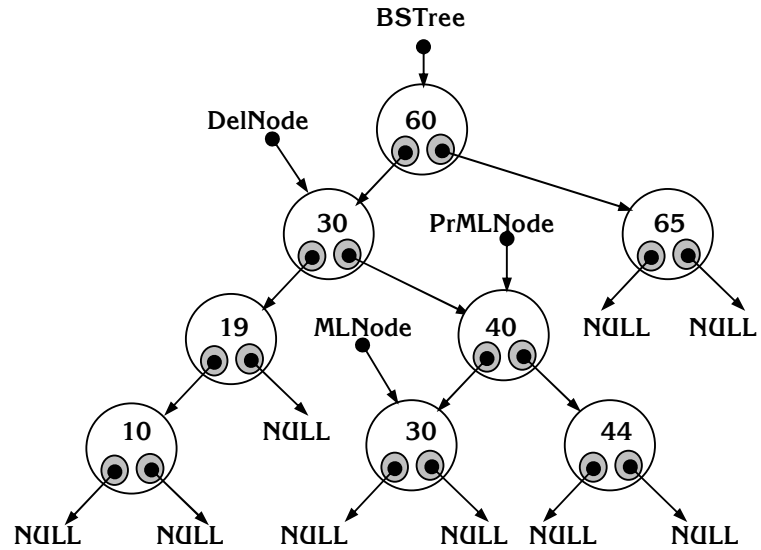 BSTree
DelNode
60
30
PrMLNode
65
19
MLNode
40
NULL
NULL
10
NULL
30
44
NULL
NULL
NULL
NULL
NULL
NULL